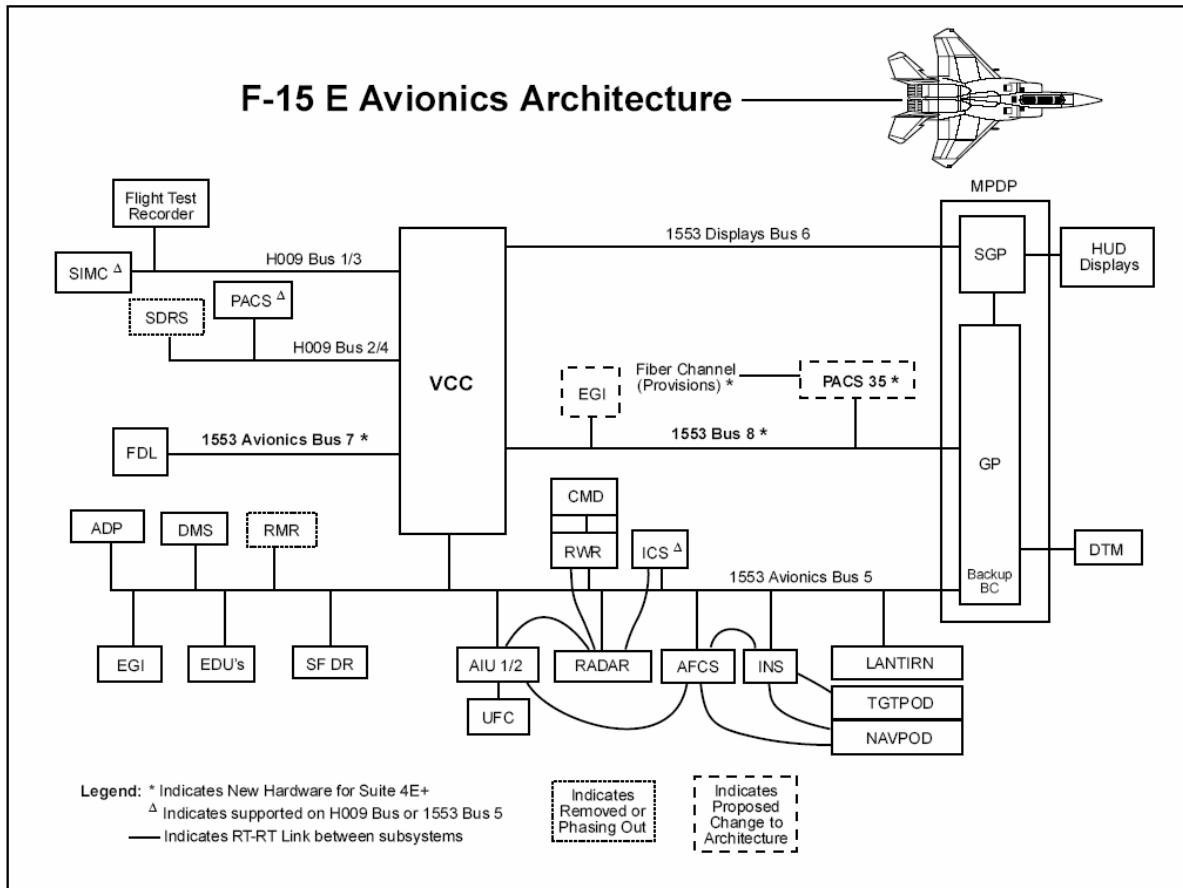 F-15 E Avionics Architecture
MPDP
Flight Test
Recorder
1553 Displays Bus 6
SGP
HUD
Displays
H009 Bus 1/3
SIMC Δ
PACS Δ
SDRS
H009 Bus 2/4
VCC
Fiber Channel
(Provisions) *
PACS 35 *
EGI
1553 Avionics Bus 7 *
1553 Bus 8 *
FDL
GP
CMD
ADP
DMS
RMR
RWR
ICS Δ
DTM
1553 Avionics Bus 5
Backup
BC
EGI
EDU's
SF DR
AIU 1/2
RADAR
AFCS
INS
LANTIRN
TGTPOD
UFC
NAVPOD
Legend: * Indicates New Hardware for Suite 4E+
Δ Indicates supported on H009 Bus or 1553 Bus 5
Indicates RT-RT Link between subsystems
Indicates
Removed or
Phasing Out
Indicates
Proposed
Change to
Architecture